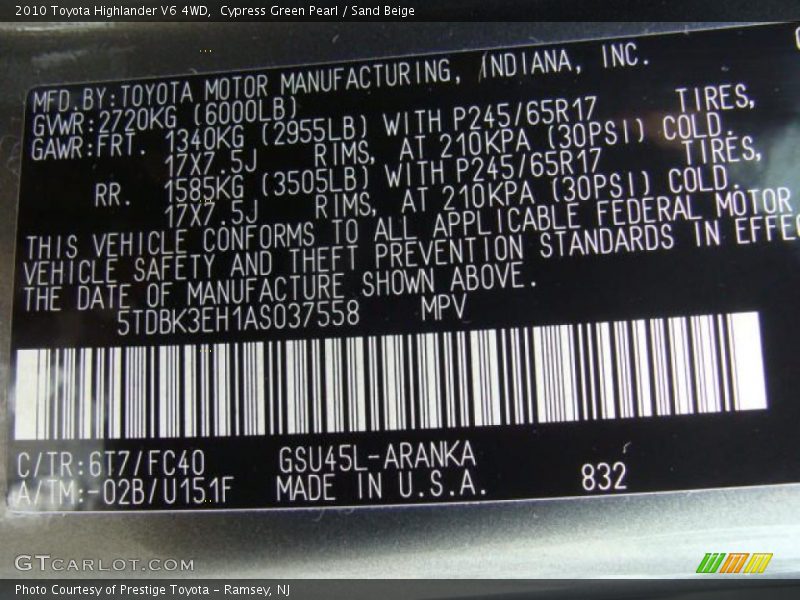 2010 Toyota Highlander V6 4WD, Cypress Green Pearl / Sand Beige
MFD.BY:TOYOTA MOTOR MANUFACTURING, INDIANA, INC.
GVWR:2720KG (6000LB)
GAWR:FRT. 1340KG (2955LB) WITH P245/65R17 TIRES,
17X7.5J RIMS, AT 210KPA (30PSI) COLD.
RR. 1585KG (3505LB) WITH P245/65R17 TIRES,
17X7.5J RIMS, AT 210KPA (30PSI) COLD.
THIS VEHICLE CONFORMS TO ALL APPLICABLE FEDERAL MOTOR
VEHICLE SAFETY AND THEFT PREVENTION STANDARDS IN EFFEC
THE DATE OF MANUFACTURE SHOWN ABOVE.
5TDBK3EH1AS037558 MPV
C/TR:6T7/FC40 GSU45L-ARANKA
A/TM:-02B/U151F MADE IN U.S.A. 832
GTCARLOT.COM
Photo Courtesy of Prestige Toyota - Ramsey, NJ